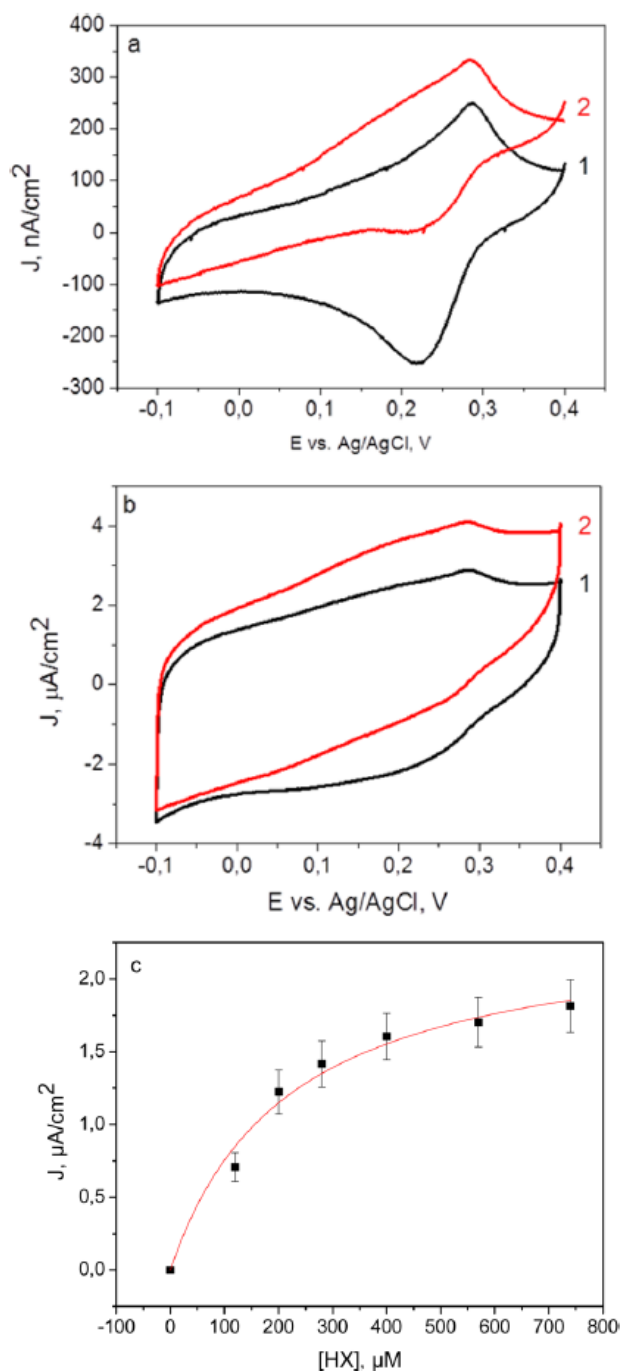 a
400
300
200
100
0
-100
-200
-300
J, nA/cm²
2
1
-0,1 0,0 0,1 0,2 0,3 0,4
E vs. Ag/AgCl, V
b
4
2
0
-2
-4
J, µA/cm²
2
1
-0,1 0,0 0,1 0,2 0,3 0,4
E vs. Ag/AgCl, V
c
2,0
1,5
1,0
0,5
0,0
J, µA/cm²
-100 0 100 200 300 400 500 600 700 800
[HX], µM